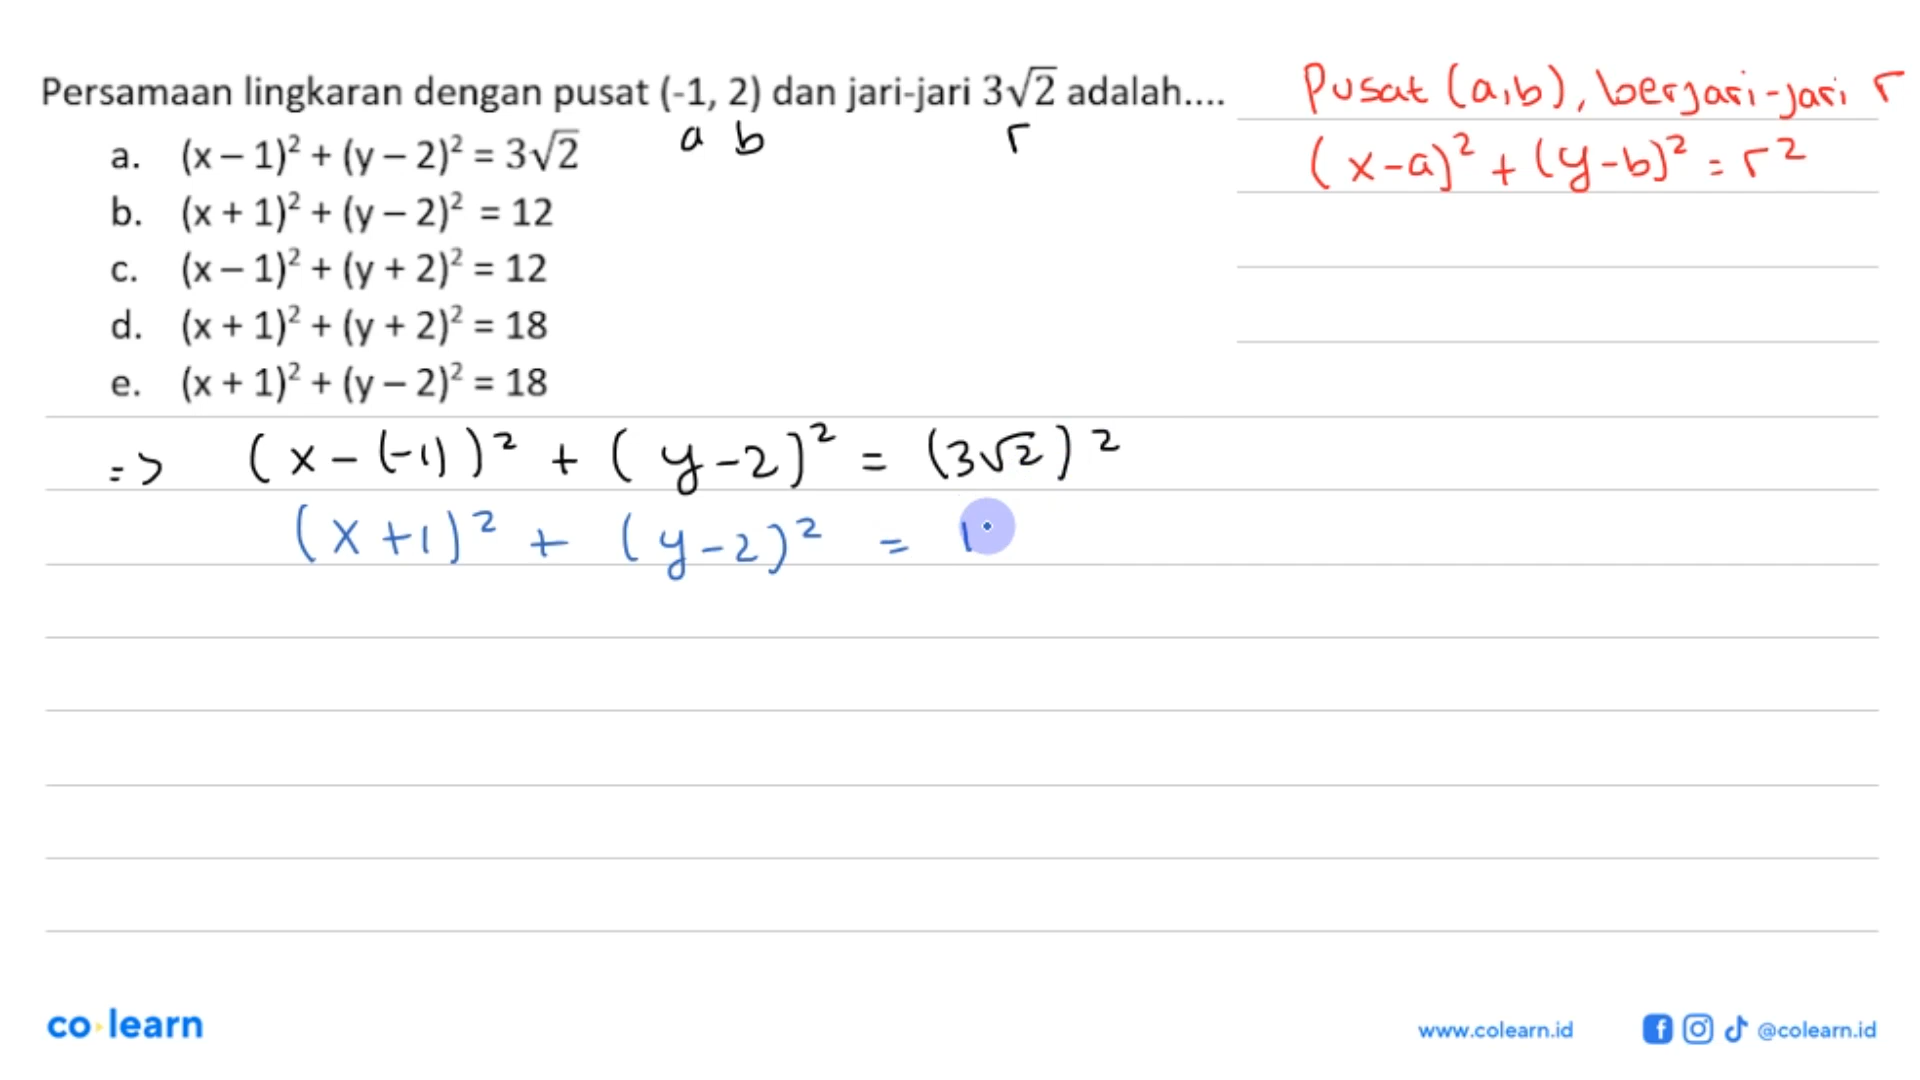 Persamaan lingkaran dengan pusat (-1, 2) dan jari-jari 3√2 adalah....
a b r
a. (x – 1)² + (y – 2)² = 3√2
b. (x + 1)² + (y – 2)² = 12
c. (x – 1)² + (y + 2)² = 12
d. (x + 1)² + (y + 2)² = 18
e. (x + 1)² + (y – 2)² = 18
Pusat (a,b), berjari-jari r
(x-a)² + (y-b)² = r²
=> (x-(-1))² + (y-2)² = (3√2)²
(x+1)² + (y-2)² = 1
co learn
www.colearn.id
@colearn.id